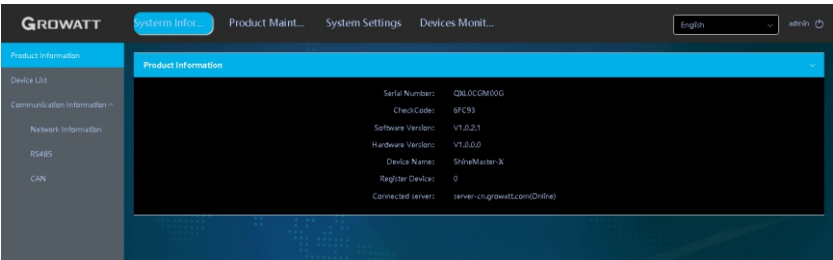 GROWATT
Systerm Infor... Product Maint... System Settings Devices Monit... English admin
Product Information
Device List
Communication Information
Network Information
RS485
CAN
Product Information
Serial Number: QXL0CGM00G
CheckCode: 6FC93
Software Version: V1.0.2.1
Hardware Version: V1.0.0.0
Device Name: ShineMaster-X
Register Device: 0
Connected server: server-cn.growatt.com(Online)